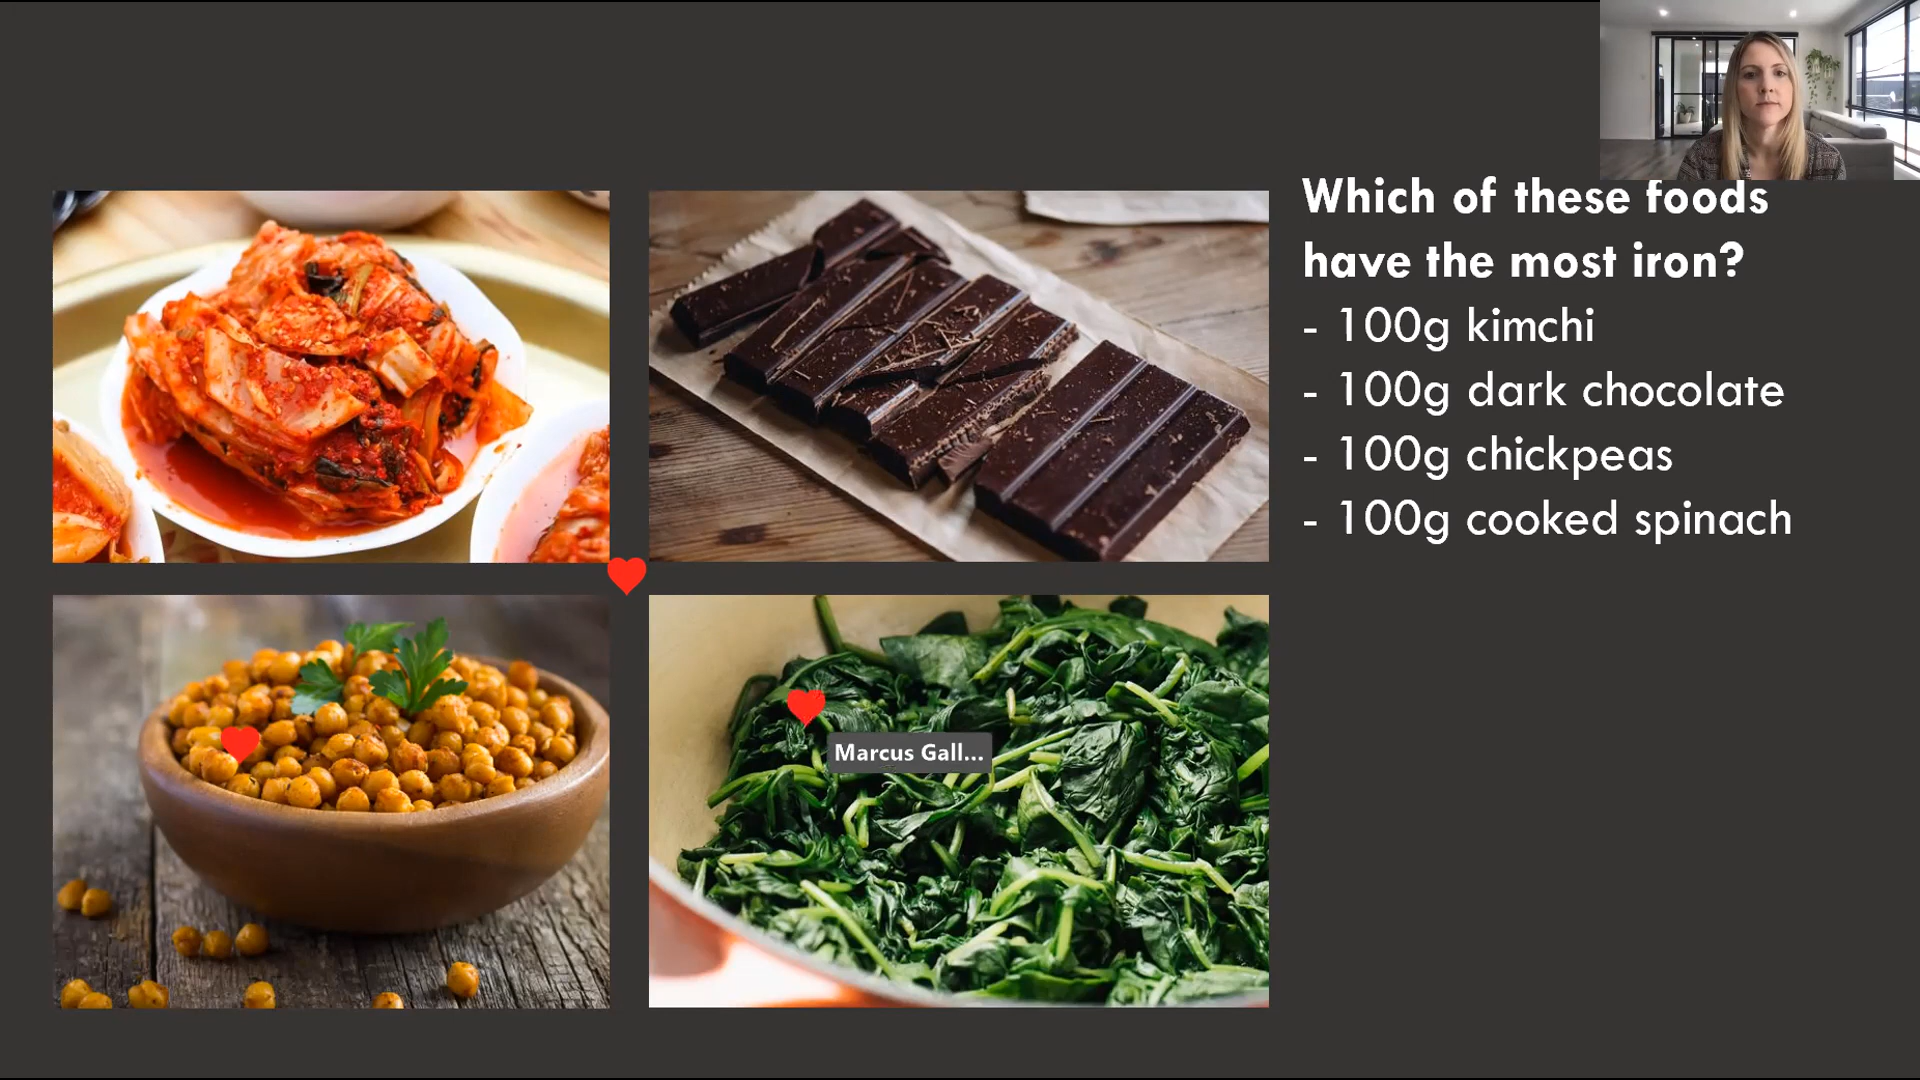 Which of these foods
have the most iron?
- 100g kimchi
- 100g dark chocolate
- 100g chickpeas
- 100g cooked spinach
Marcus Gall...